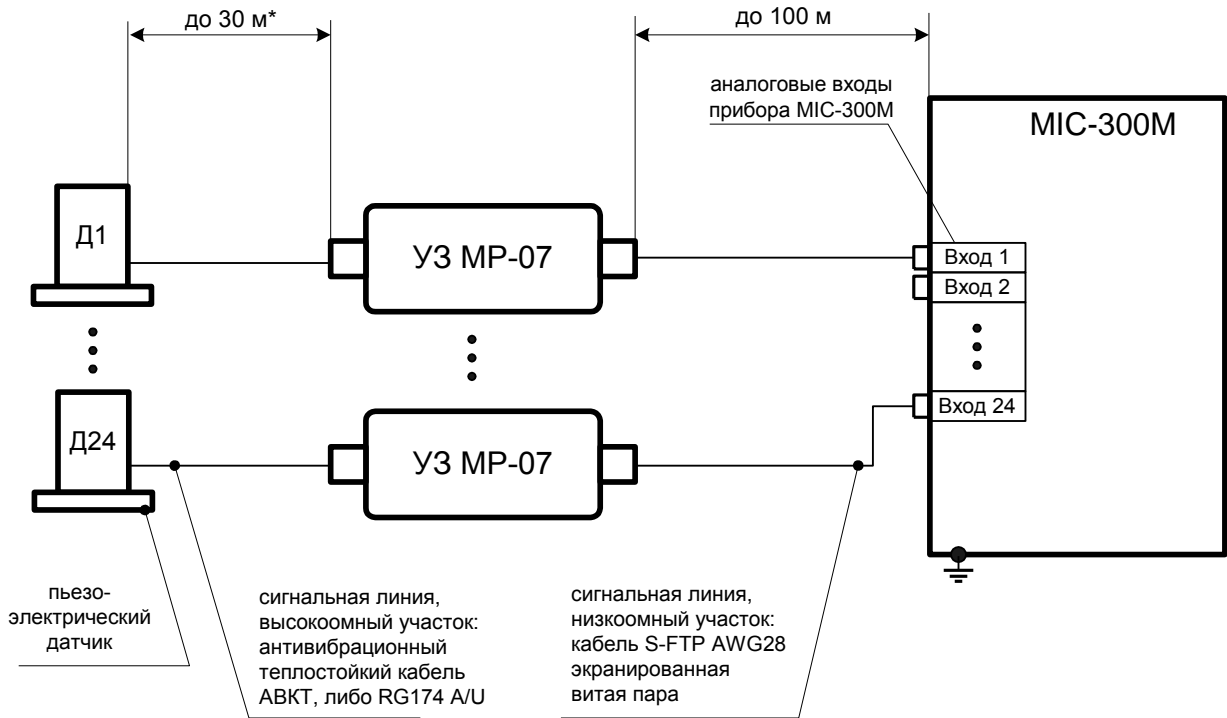 до 30 м*
до 100 м
аналоговые входы
прибора MIC-300M
MIC-300M
Д1
УЗ МР-07
Вход 1
Вход 2
Вход 24
Д24
УЗ МР-07
пьезо-
электрический
датчик
сигнальная линия,
высокоомный участок:
антивибрационный
теплостойкий кабель
АВКТ, либо RG174 A/U
сигнальная линия,
низкоомный участок:
кабель S-FTP AWG28
экранированная
витая пара